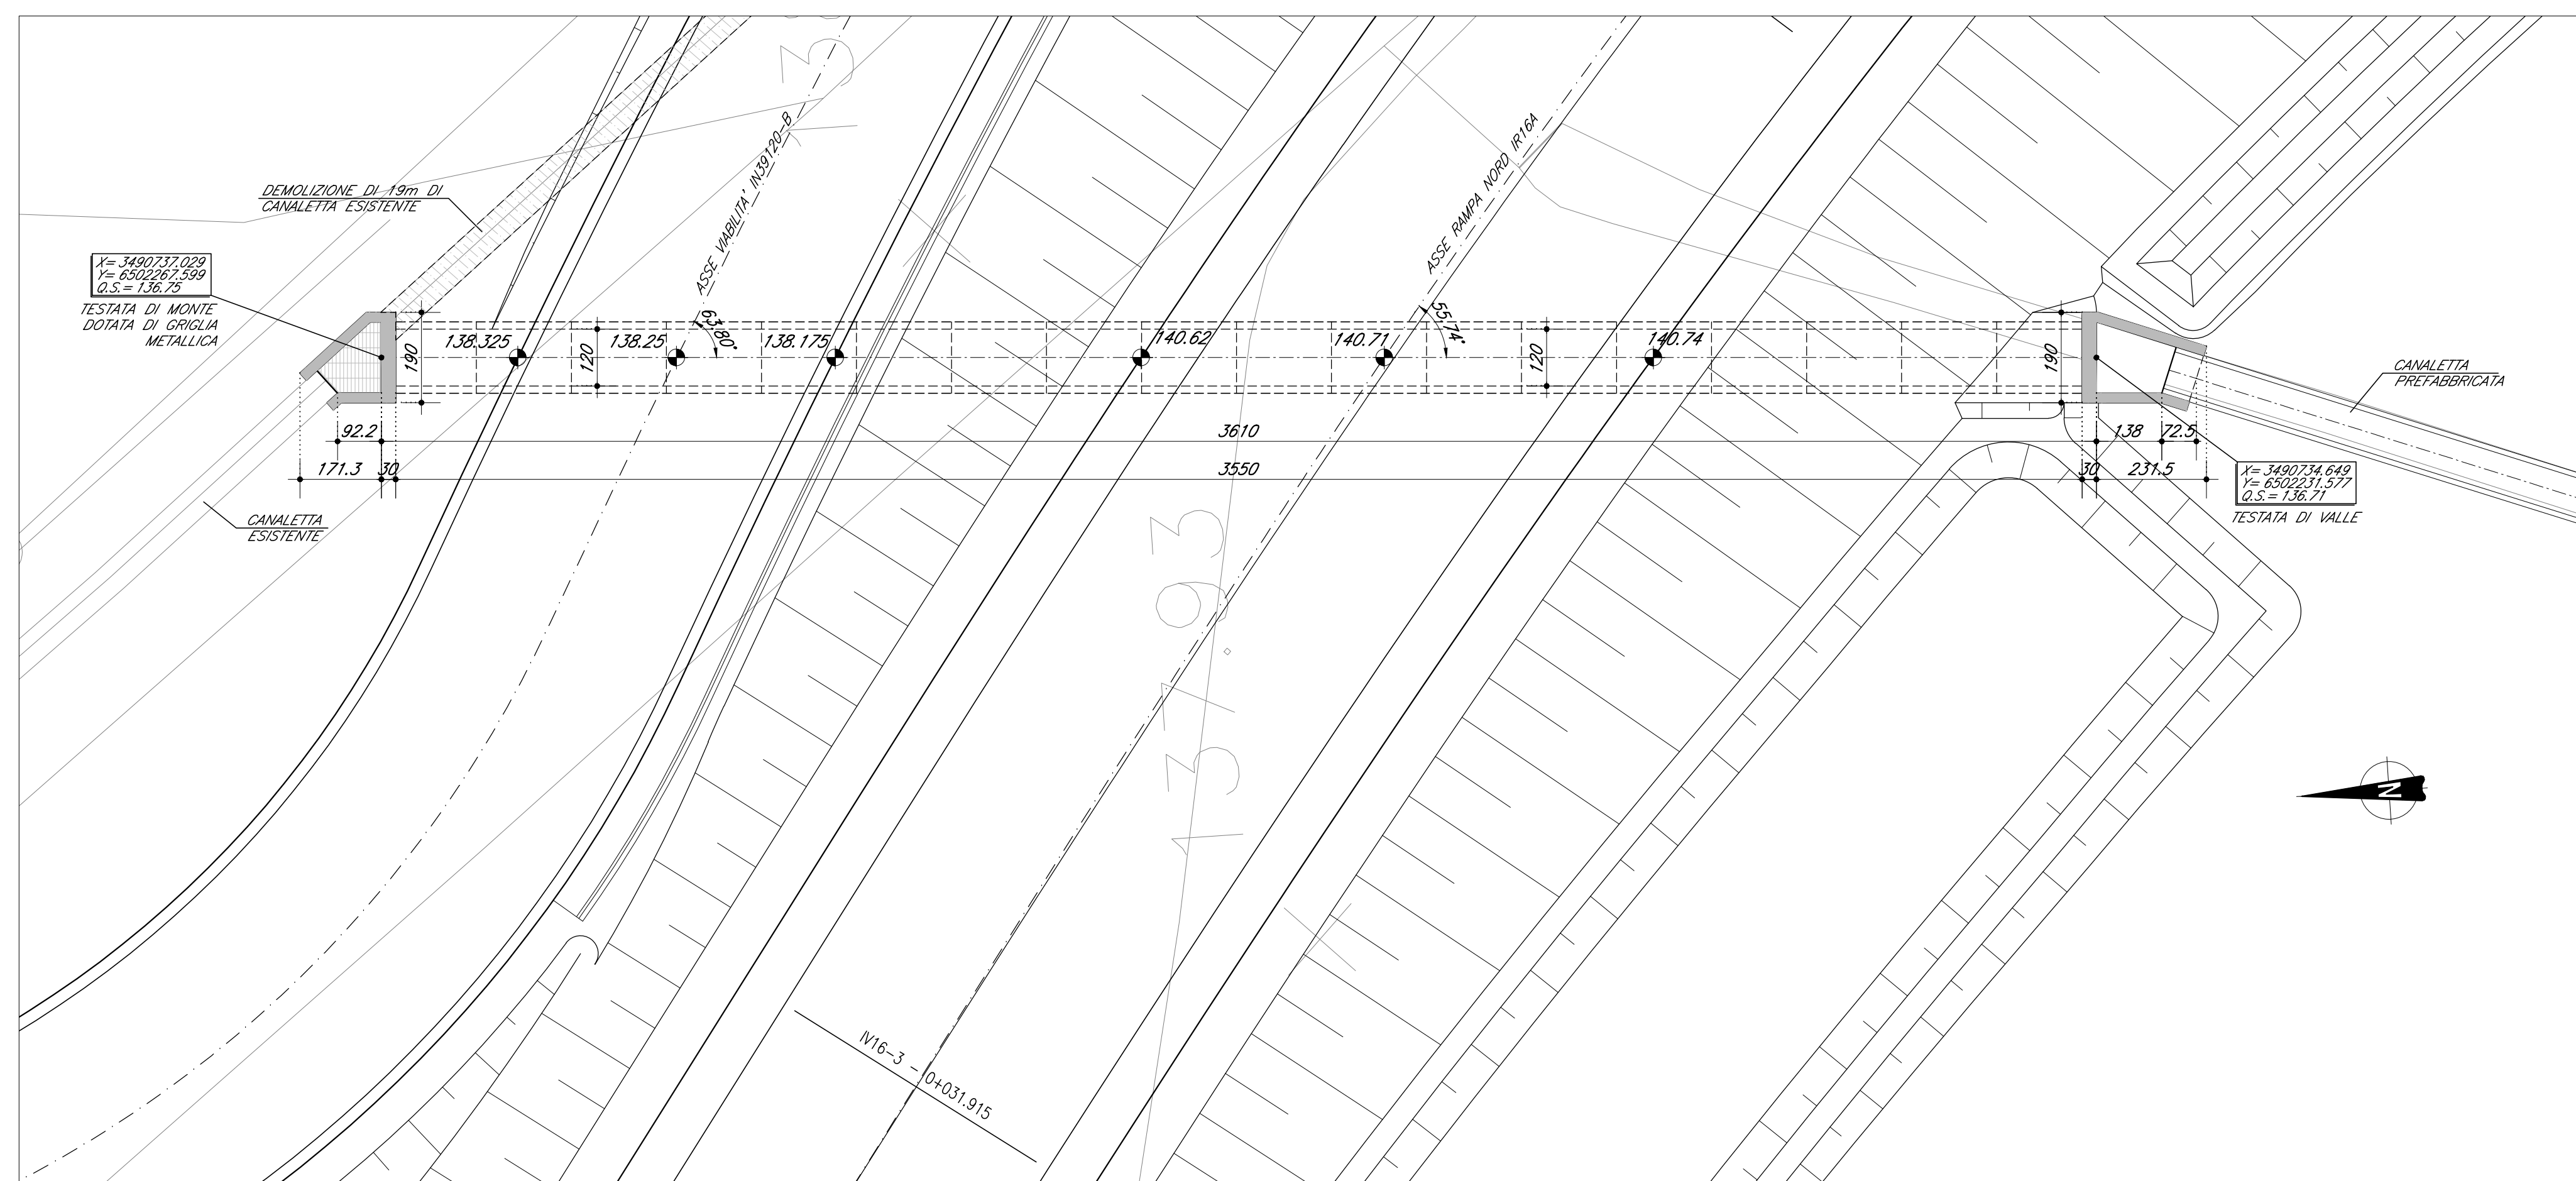 DEMOLIZIONE DI 19m DI
CANALETTA ESISTENTE
X= 3490737.029
Y= 6502267.599
Q.S.= 136.75
TESTATA DI MONTE
DOTATA DI GRIGLIA
METALLICA
ASSE VIABILITA' IN39120-B
ASSE RAMPA NORD IR16A
63.80°
55.74°
138.325
138.25
138.175
140.62
140.71
140.74
190
120
120
190
CANALETTA
PREFABBRICATA
92.2
3610
138
72.5
171.3
30
3550
30
231.5
X= 3490734.649
Y= 6502231.577
Q.S.= 136.71
TESTATA DI VALLE
CANALETTA
ESISTENTE
137.93
N
IV16-3 - 0+031.915